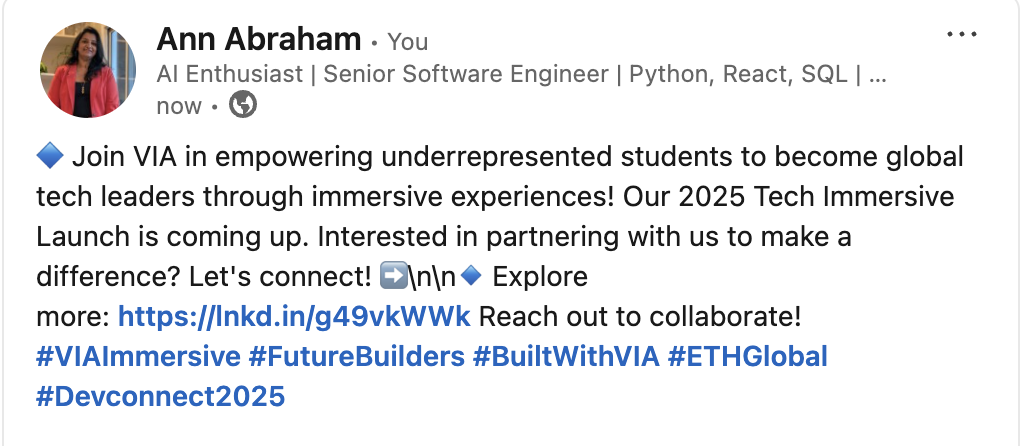 Ann Abraham • You
AI Enthusiast | Senior Software Engineer | Python, React, SQL | ...
now •
🔷 Join VIA in empowering underrepresented students to become global
tech leaders through immersive experiences! Our 2025 Tech Immersive
Launch is coming up. Interested in partnering with us to make a
difference? Let's connect! ➡️\n\n🔹 Explore
more: https://lnkd.in/g49vkWWk Reach out to collaborate!
#VIAImmersive #FutureBuilders #BuiltWithVIA #ETHGlobal
#Devconnect2025